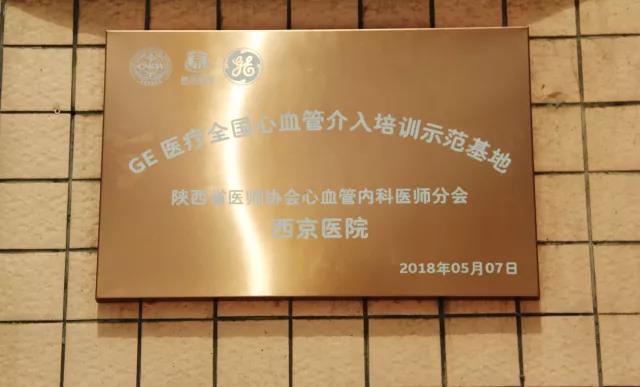 GE 医疗全国心血管介入培训示范基地
陕西省医师协会心血管内科医师分会
西京医院
2018年05月07日